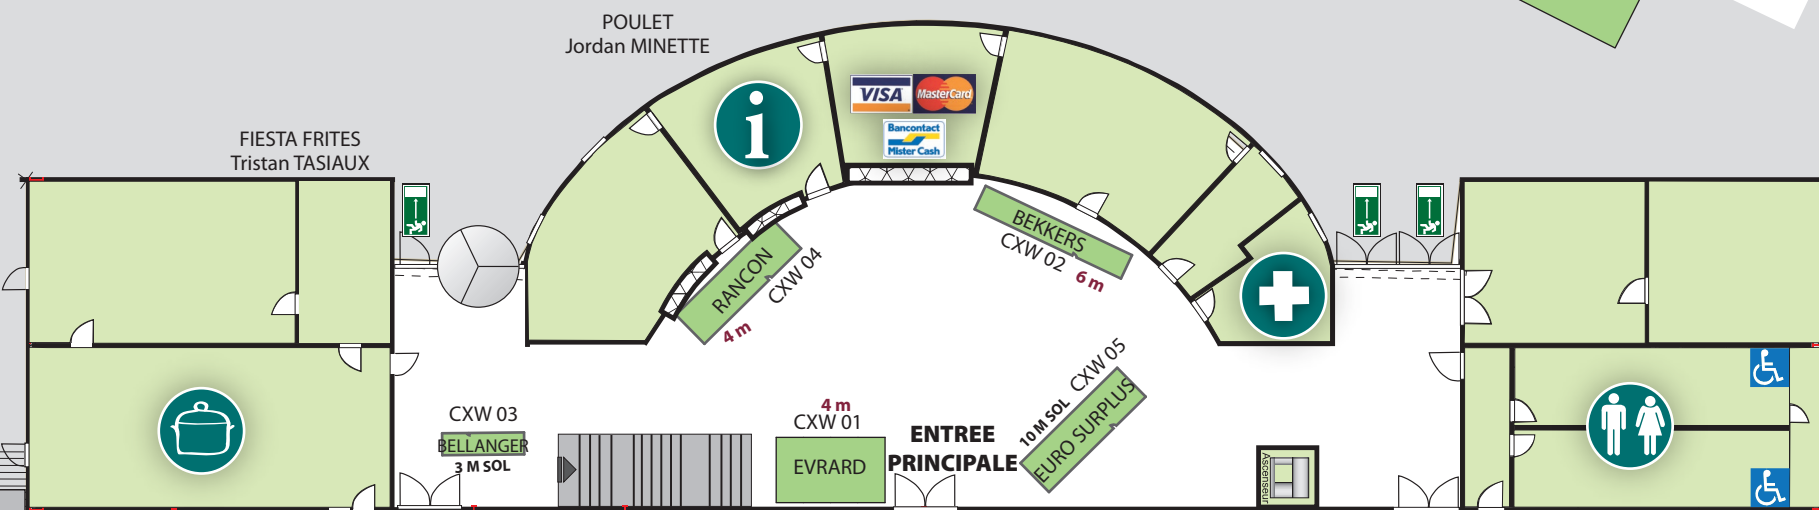 POULET
Jordan MINETTE
FIESTA FRITES
Tristan TASIAUX
i
VISA
MasterCard
Bancontact
Mister Cash
RANCON
CXW 04
4 m
BEKKERS
CXW 02
6 m
CXW 03
BELLANGER
3 M SOL
4 m
CXW 01
EVRARD
ENTREE
PRINCIPALE
CXW 05
EURO SURPLUS
10 M SOL
Ascenseur